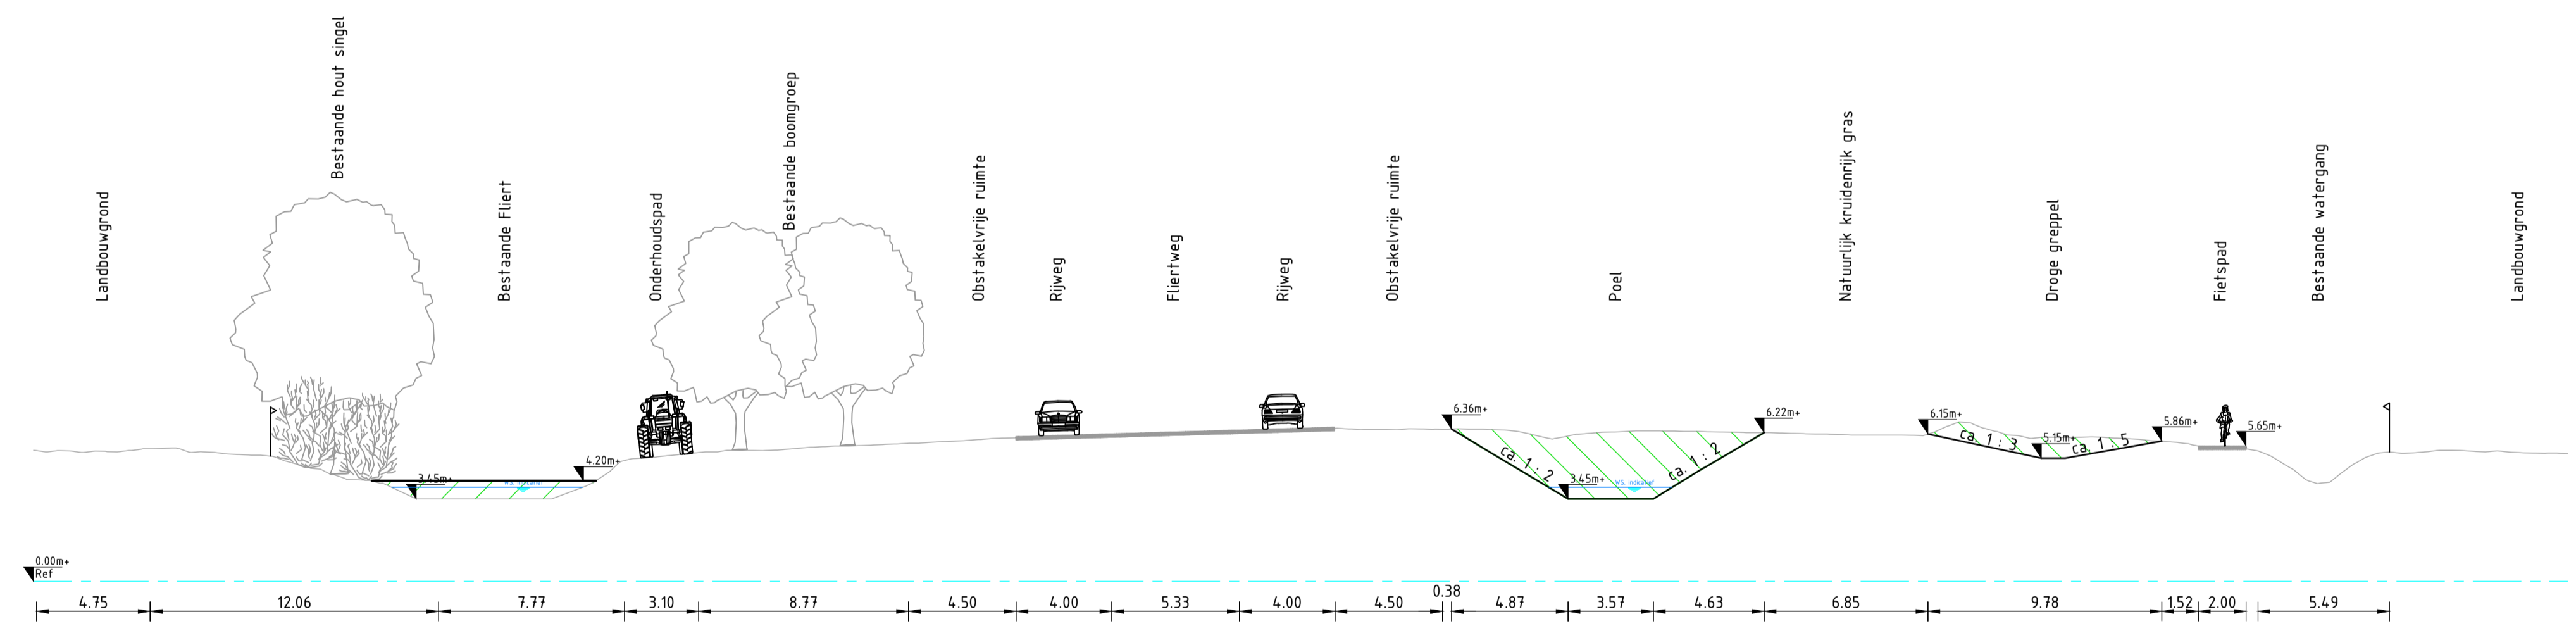 Landbouwgrond
Bestaande hout singel
Bestaande Fliert
Onderhoudspad
Bestaande boomgroep
Obstakelvrije ruimte
Rijweg
Fliertweg
Rijweg
Obstakelvrije ruimte
Poel
Natuurlijk kruidenrijk gras
Droge greppel
Fietspad
Bestaande watergang
Landbouwgrond
3.45m+
W.S. indicatief
4.20m+
6.36m+
ca. 1 : 2
3.45m+
W.S. indicatief
ca. 1 : 2
6.22m+
6.15m+
ca. 1 : 3
5.15m+
ca. 1 : 5
5.86m+
5.65m+
0.00m+
Ref
4.75
12.06
7.77
3.10
8.77
4.50
4.00
5.33
4.00
4.50
0.38
4.87
3.57
4.63
6.85
9.78
1.52
2.00
5.49